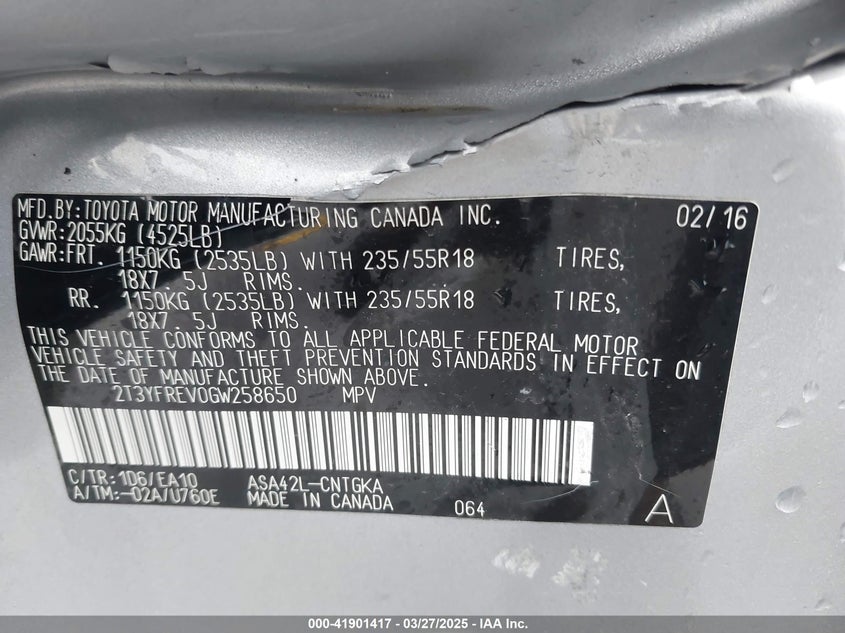 MFD.BY:TOYOTA MOTOR MANUFACTURING CANADA INC. 02/16
GVWR:2055KG (4525LB)
GAWR:FRT. 1150KG (2535LB) WITH 235/55R18 TIRES,
18X7. 5J RIMS.
RR. 1150KG (2535LB) WITH 235/55R18 TIRES,
18X7. 5J RIMS.
THIS VEHICLE CONFORMS TO ALL APPLICABLE FEDERAL MOTOR
VEHICLE SAFETY AND THEFT PREVENTION STANDARDS IN EFFECT ON
THE DATE OF MANUFACTURE SHOWN ABOVE.
2T3YFREV0GW258650 MPV
C/TR:1D6/EA10 ASA42L-CNTGKA
A/TM:-02A/U760E MADE IN CANADA 064 A
000-41901417 - 03/27/2025 - IAA Inc.